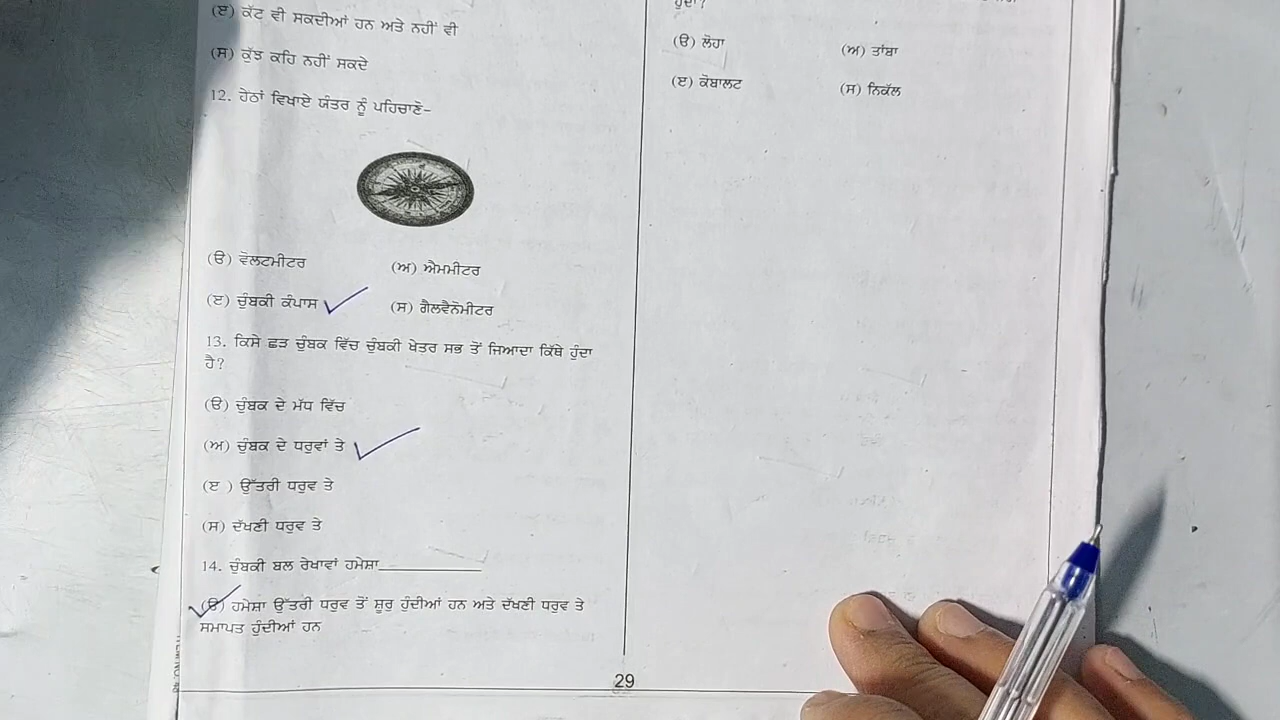 (ੲ) ਕੱਟ ਵੀ ਸਕਦੀਆਂ ਹਨ ਅਤੇ ਨਹੀਂ ਵੀ
(ਸ) ਕੁੱਝ ਕਹਿ ਨਹੀਂ ਸਕਦੇ
12. ਹੇਠਾਂ ਵਿਖਾਏ ਯੰਤਰ ਨੂੰ ਪਹਿਚਾਣੋ-
(ੳ) ਵੋਲਟਮੀਟਰ (ਅ) ਐਮਮੀਟਰ
(ੲ) ਚੁੰਬਕੀ ਕੰਪਾਸ (ਸ) ਗੈਲਵੈਨੋਮੀਟਰ
13. ਕਿਸੇ ਛੜ ਚੁੰਬਕ ਵਿੱਚ ਚੁੰਬਕੀ ਖੇਤਰ ਸਭ ਤੋਂ ਜਿਆਦਾ ਕਿੱਥੇ ਹੁੰਦਾ
ਹੈ?
(ੳ) ਚੁੰਬਕ ਦੇ ਮੱਧ ਵਿੱਚ
(ਅ) ਚੁੰਬਕ ਦੇ ਧਰੁਵਾਂ ਤੇ
(ੲ ) ਉੱਤਰੀ ਧਰੁਵ ਤੇ
(ਸ) ਦੱਖਣੀ ਧਰੁਵ ਤੇ
14. ਚੁੰਬਕੀ ਬਲ ਰੇਖਾਵਾਂ ਹਮੇਸ਼ਾ____________
(ੳ) ਹਮੇਸ਼ਾ ਉੱਤਰੀ ਧਰੁਵ ਤੋਂ ਸ਼ੁਰੂ ਹੁੰਦੀਆਂ ਹਨ ਅਤੇ ਦੱਖਣੀ ਧਰੁਵ ਤੇ
ਸਮਾਪਤ ਹੁੰਦੀਆਂ ਹਨ
ਹੁੰਦਾ?
(ੳ) ਲੋਹਾ (ਅ) ਤਾਂਬਾ
(ੲ) ਕੋਬਾਲਟ (ਸ) ਨਿਕੱਲ
29